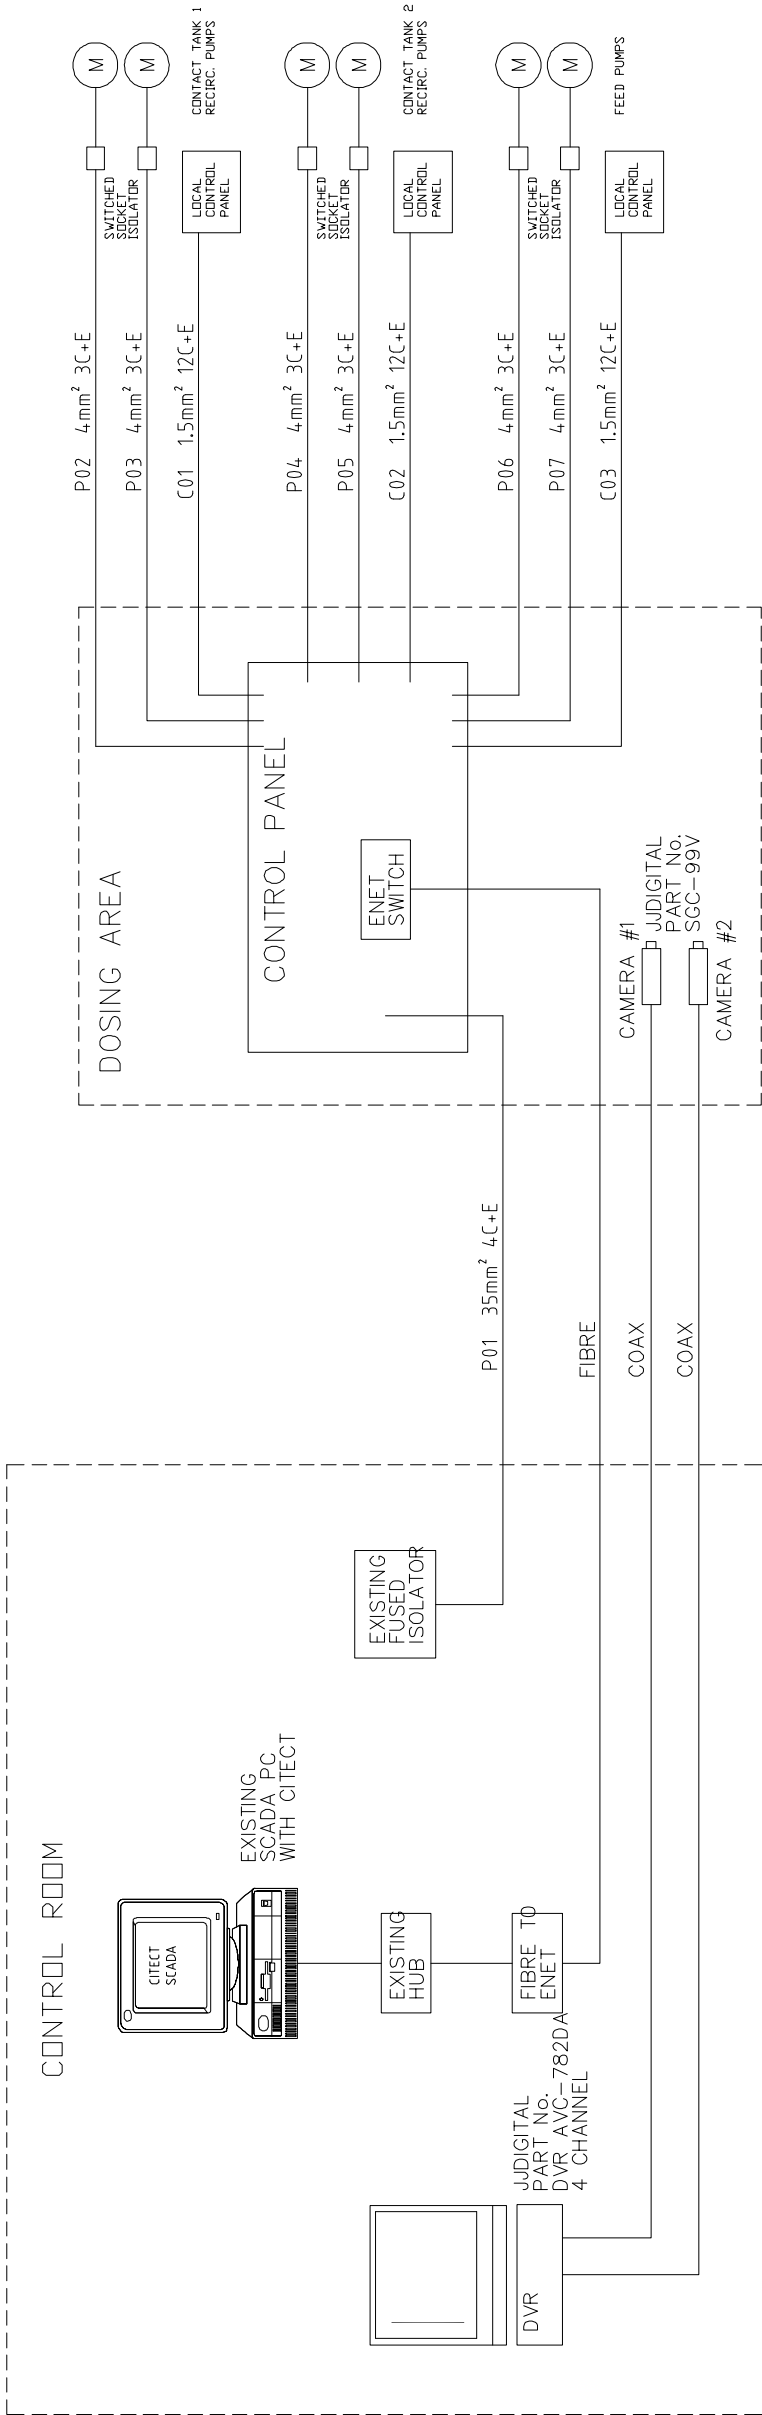 CONTROL ROOM
CITECT
SCADA
EXISTING
SCADA PC
WITH CITECT
EXISTING
HUB
FIBRE TO
ENET
JJDIGITAL
PART No.
DVR AVC-782DA
4 CHANNEL
DVR
EXISTING
FUSED
ISOLATOR
P01 35mm² 4C+E
FIBRE
COAX
COAX
DOSING AREA
CONTROL PANEL
ENET
SWITCH
CAMERA #1
JJDIGITAL
PART No.
SGC-99V
CAMERA #2
P02 4mm² 3C+E
P03 4mm² 3C+E
C01 1.5mm² 12C+E
SWITCHED
SOCKET
ISOLATOR
LOCAL
CONTROL
PANEL
M
M
CONTACT TANK 1
RECIRC. PUMPS
P04 4mm² 3C+E
P05 4mm² 3C+E
C02 1.5mm² 12C+E
SWITCHED
SOCKET
ISOLATOR
LOCAL
CONTROL
PANEL
M
M
CONTACT TANK 2
RECIRC. PUMPS
P06 4mm² 3C+E
P07 4mm² 3C+E
C03 1.5mm² 12C+E
SWITCHED
SOCKET
ISOLATOR
LOCAL
CONTROL
PANEL
M
M
FEED PUMPS